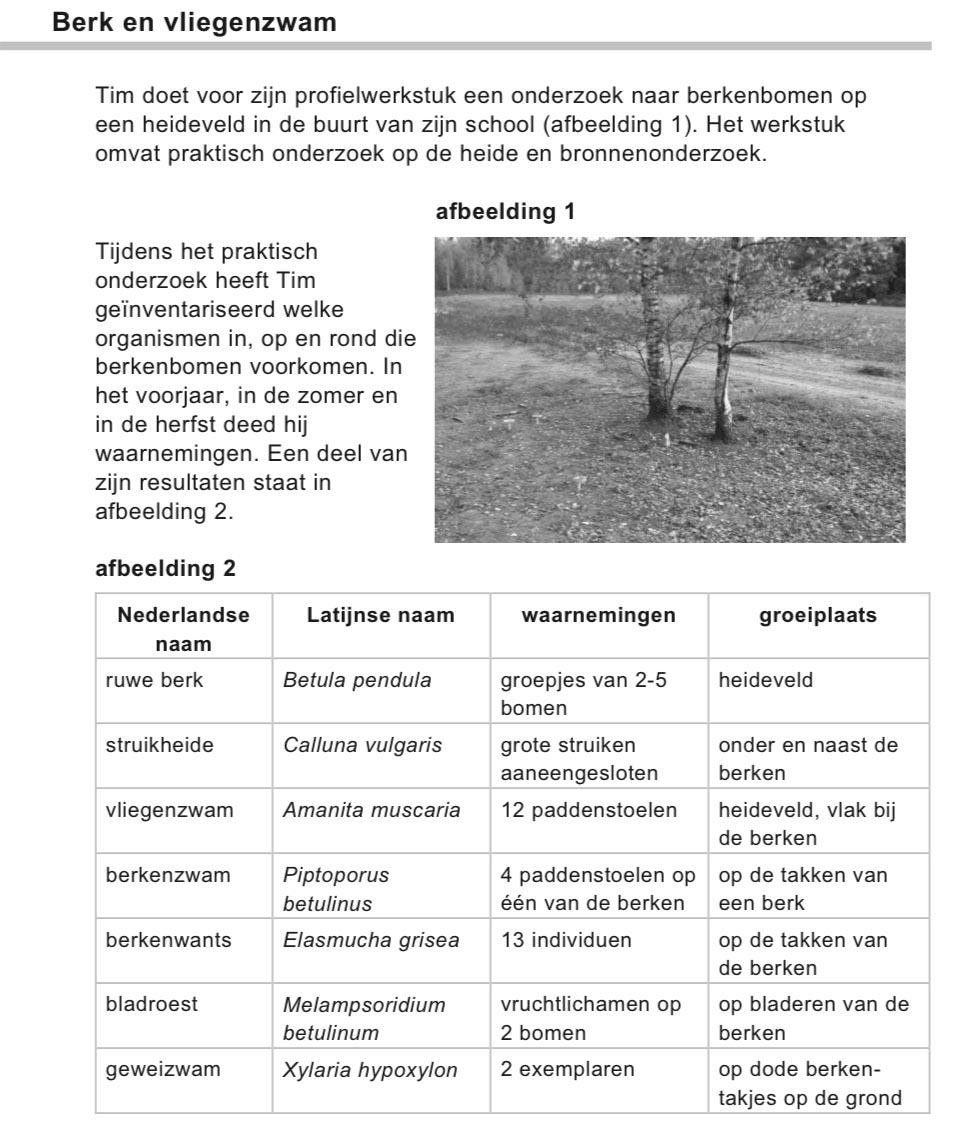 Berk en vliegenzwam
Tim doet voor zijn profielwerkstuk een onderzoek naar berkenbomen op
een heideveld in de buurt van zijn school (afbeelding 1). Het werkstuk
omvat praktisch onderzoek op de heide en bronnenonderzoek.
afbeelding 1
Tijdens het praktisch
onderzoek heeft Tim
geïnventariseerd welke
organismen in, op en rond die
berkenbomen voorkomen. In
het voorjaar, in de zomer en
in de herfst deed hij
waarnemingen. Een deel van
zijn resultaten staat in
afbeelding 2.
afbeelding 2
Nederlandse naam | Latijnse naam | waarnemingen | groeiplaats
ruwe berk | Betula pendula | groepjes van 2-5 bomen | heideveld
struikheide | Calluna vulgaris | grote struiken aaneengesloten | onder en naast de berken
vliegenzwam | Amanita muscaria | 12 paddenstoelen | heideveld, vlak bij de berken
berkenzwam | Piptoporus betulinus | 4 paddenstoelen op één van de berken | op de takken van een berk
berkenwants | Elasmucha grisea | 13 individuen | op de takken van de berken
bladroest | Melampsoridium betulinum | vruchtlichamen op 2 bomen | op bladeren van de berken
geweizwam | Xylaria hypoxylon | 2 exemplaren | op dode berken-takjes op de grond